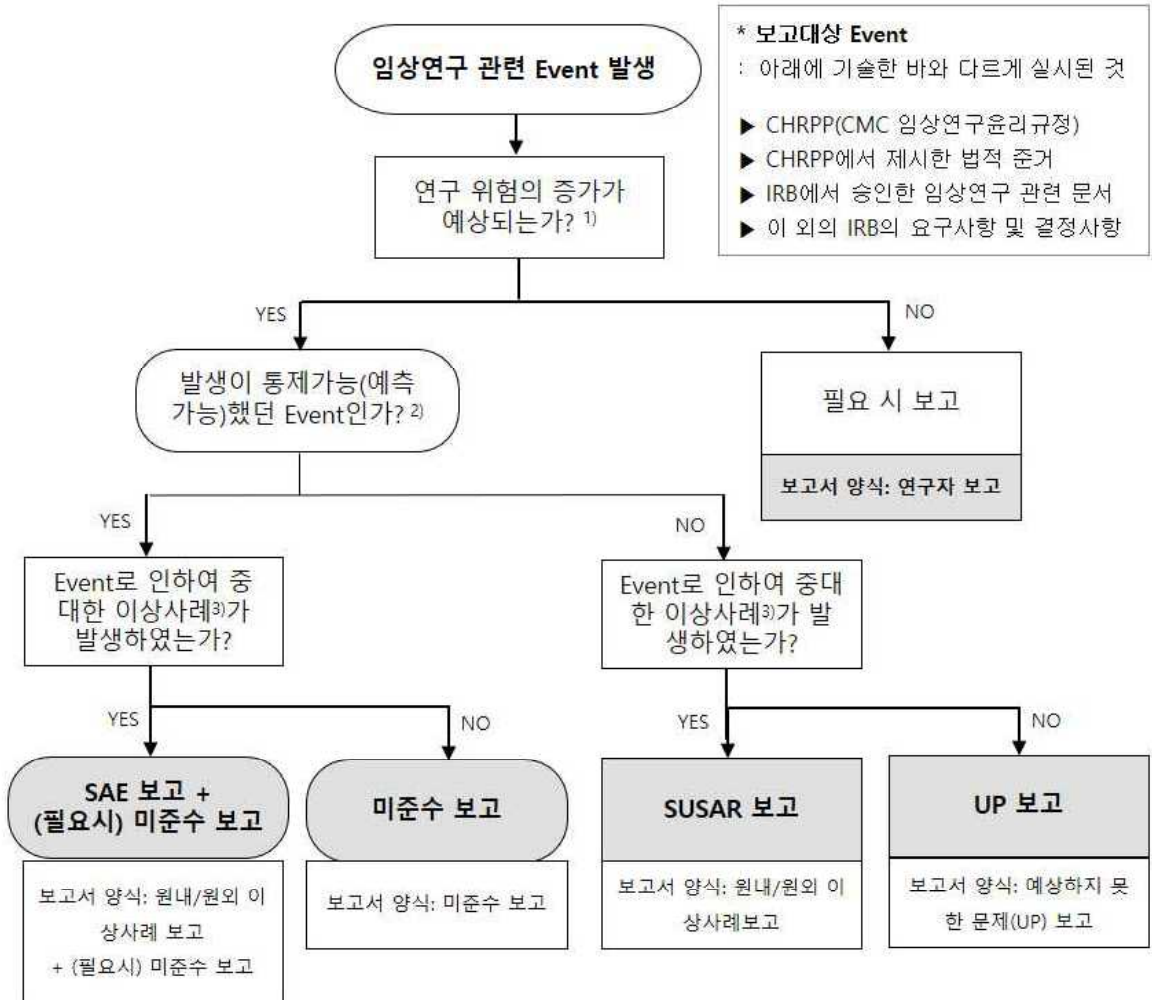 임상연구 관련 Event 발생
* 보고대상 Event
: 아래에 기술한 바와 다르게 실시된 것
▶ CHRPP(CMC 임상연구윤리규정)
▶ CHRPP에서 제시한 법적 준거
▶ IRB에서 승인한 임상연구 관련 문서
▶ 이 외의 IRB의 요구사항 및 결정사항
연구 위험의 증가가
예상되는가? 1)
YES
NO
발생이 통제가능(예측
가능)했던 Event인가? 2)
필요 시 보고
보고서 양식: 연구자 보고
YES
NO
Event로 인하여 중
대한 이상사례3)가
발생하였는가?
Event로 인하여 중대
한 이상사례3)가 발
생하였는가?
YES
NO
YES
NO
SAE 보고 +
(필요시) 미준수 보고
보고서 양식: 원내/원외 이
상사례 보고
+ (필요시) 미준수 보고
미준수 보고
보고서 양식: 미준수 보고
SUSAR 보고
보고서 양식: 원내/원외 이
상사례보고
UP 보고
보고서 양식: 예상하지 못
한 문제(UP) 보고